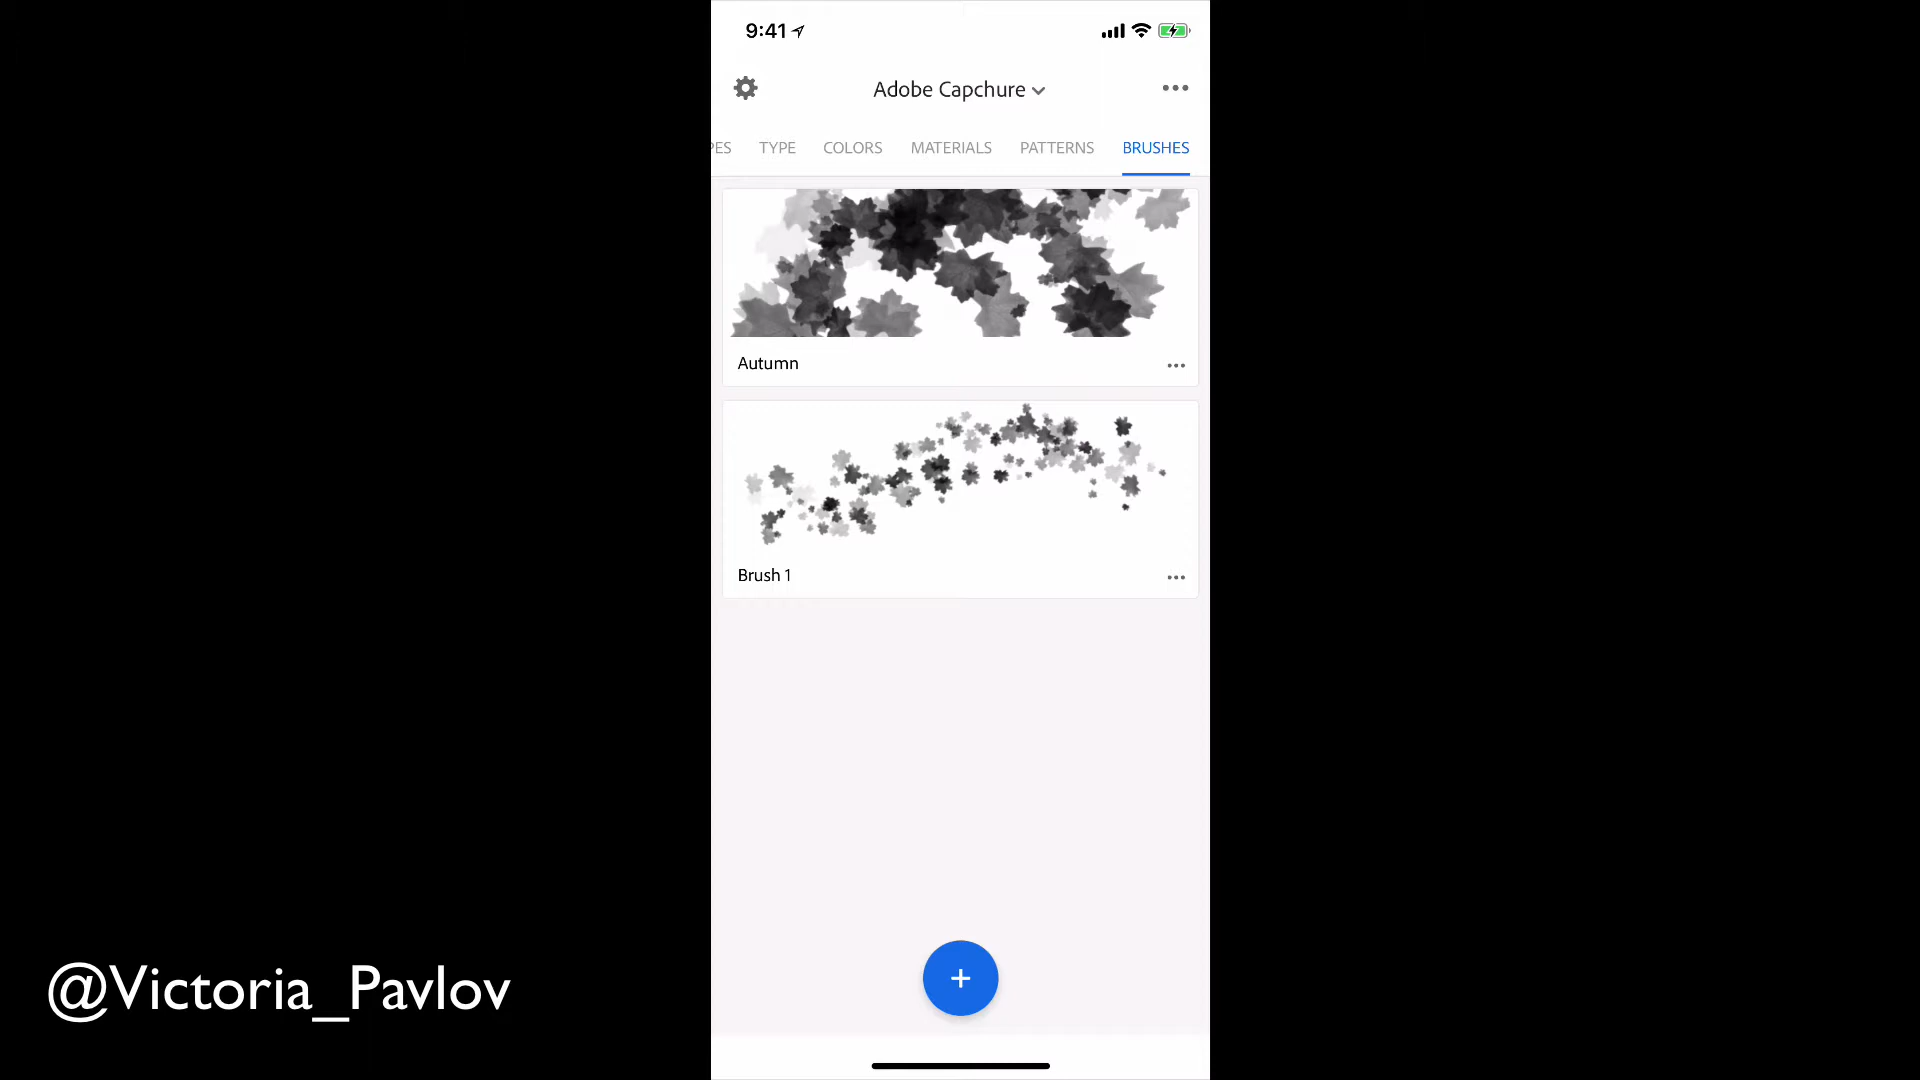 9:41
Adobe Capchure
PES TYPE COLORS MATERIALS PATTERNS BRUSHES
Autumn
Brush 1
@Victoria_Pavlov